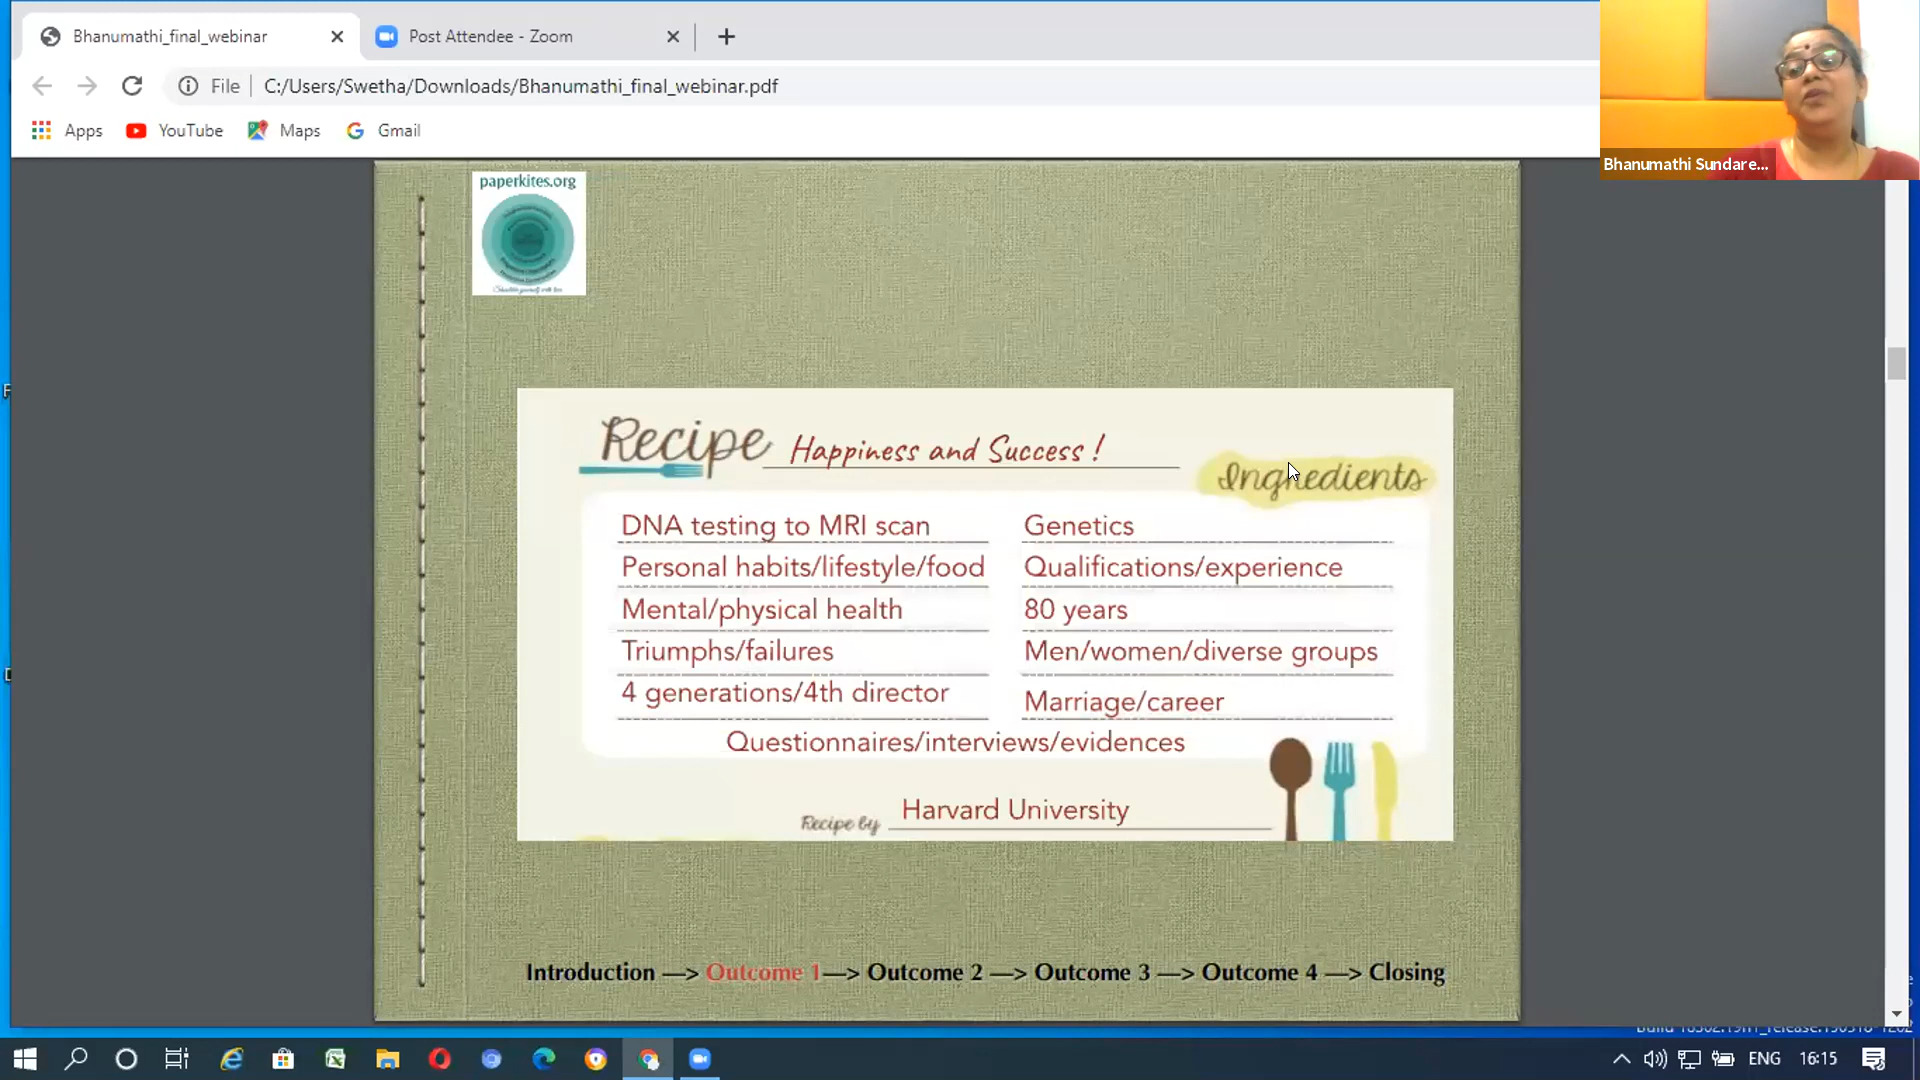 Bhanumathi_final_webinar
Post Attendee - Zoom
File
C:/Users/Swetha/Downloads/Bhanumathi_final_webinar.pdf
Apps
YouTube
Maps
Gmail
Bhanumathi Sundare...
paperkites.org
Recipe Happiness and Success !
Ingredients
DNA testing to MRI scan
Genetics
Personal habits/lifestyle/food
Qualifications/experience
Mental/physical health
80 years
Triumphs/failures
Men/women/diverse groups
4 generations/4th director
Marriage/career
Questionnaires/interviews/evidences
Recipe by Harvard University
Introduction —> Outcome 1—> Outcome 2 —> Outcome 3 —> Outcome 4 —> Closing
ENG
16:15